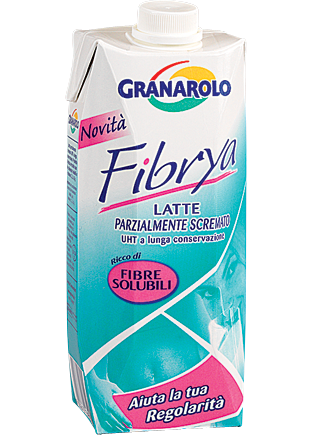 GRANAROLO
Novità
Fibrya
LATTE
PARZIALMENTE SCREMATO
UHT a lunga conservazione
Ricco di
FIBRE
SOLUBILI
Aiuta la tua
Regolarità